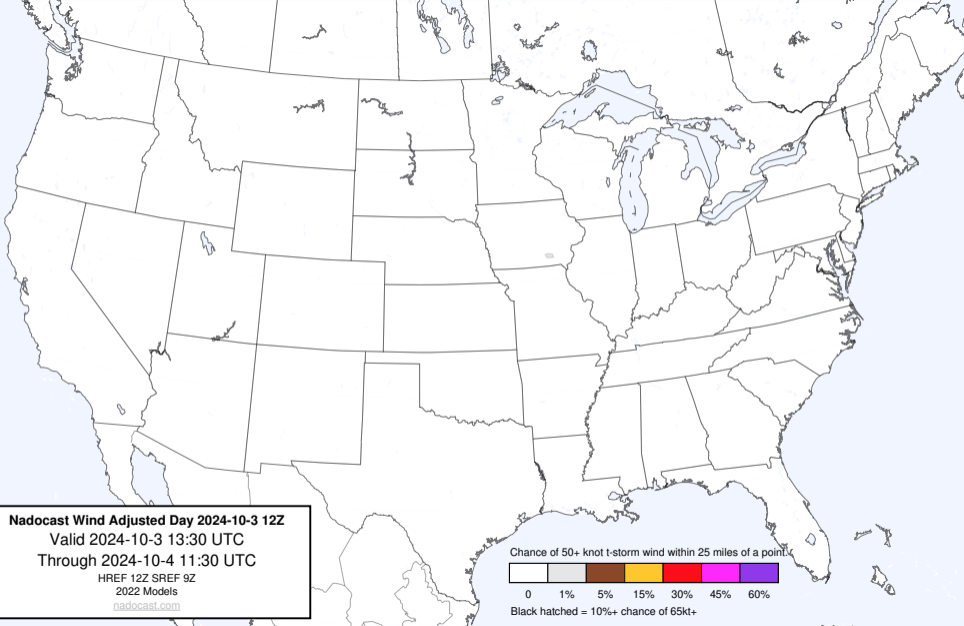 Nadocast Wind Adjusted Day 2024-10-3 12Z
Valid 2024-10-3 13:30 UTC
Through 2024-10-4 11:30 UTC
HREF 12Z SREF 9Z
2022 Models
nadocast.com
Chance of 50+ knot t-storm wind within 25 miles of a point.
0 1% 5% 15% 30% 45% 60%
Black hatched = 10%+ chance of 65kt+